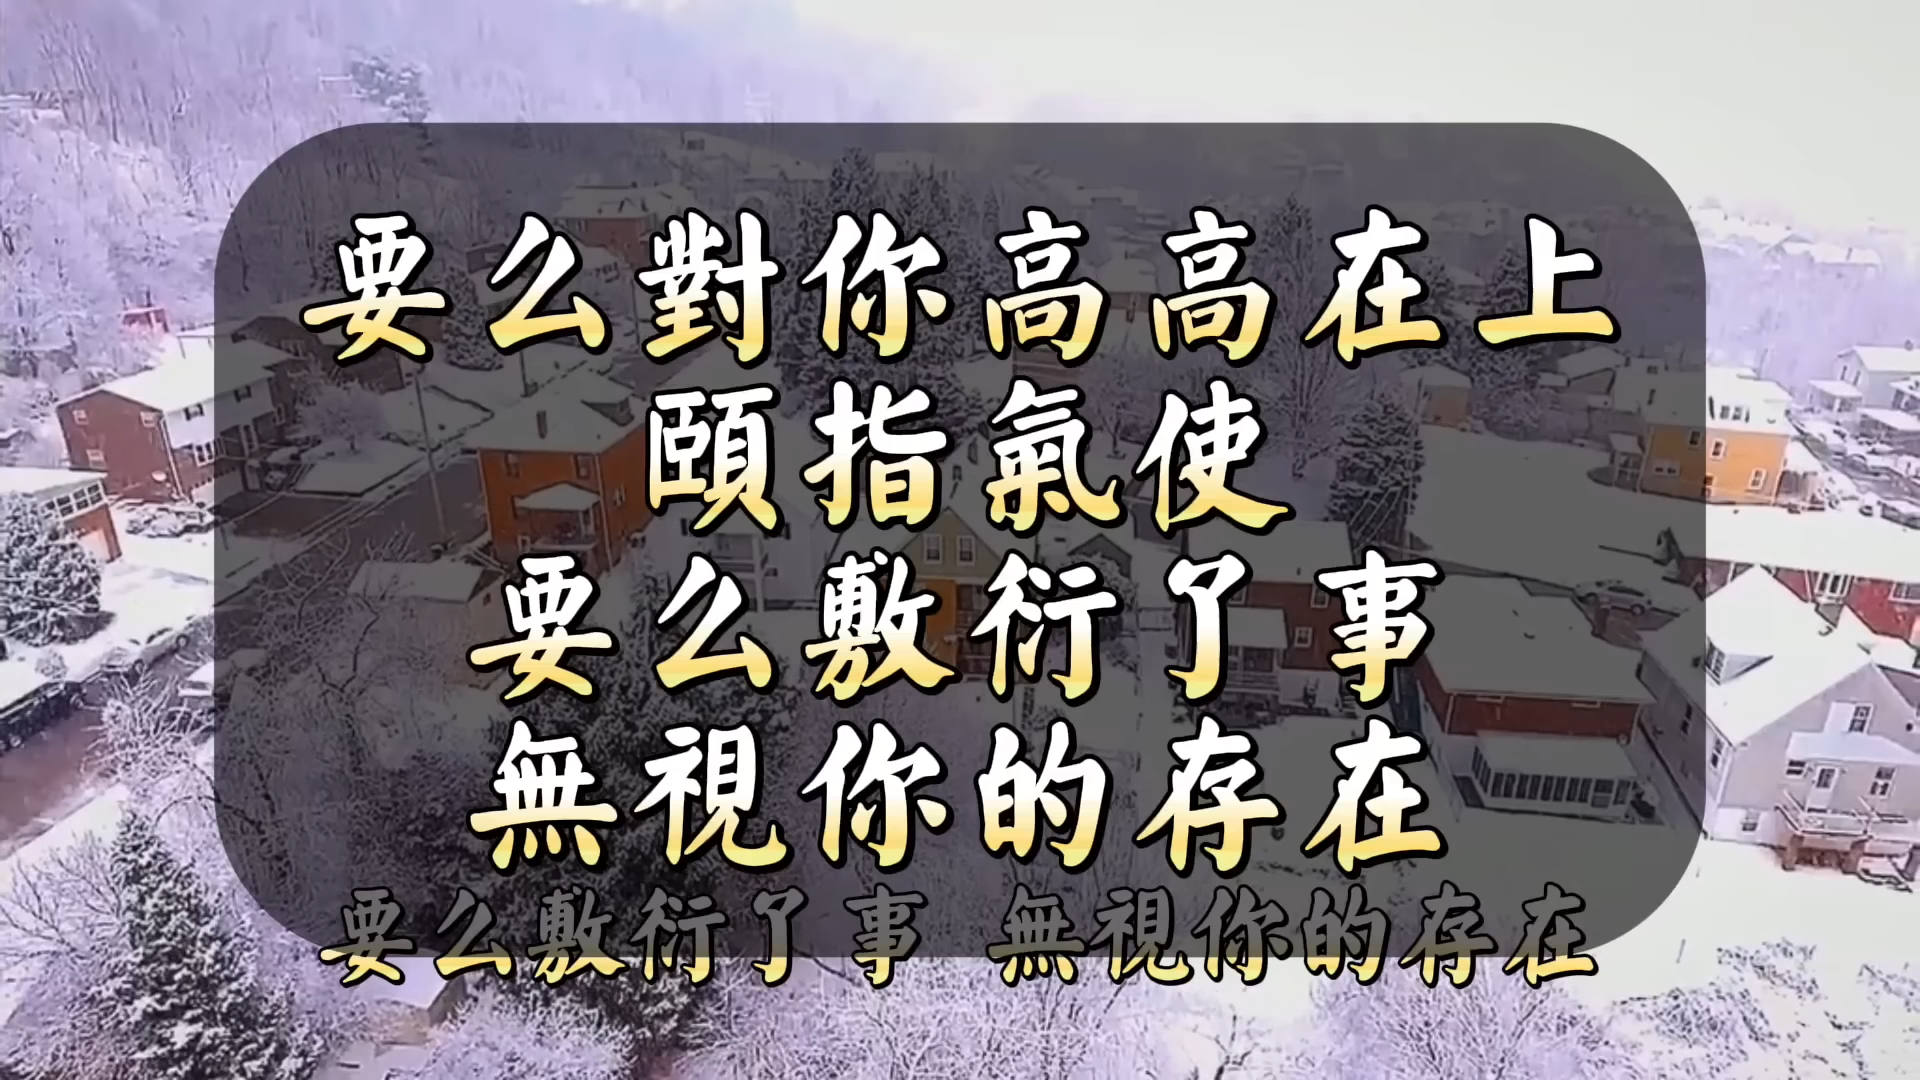 要么對你高高在上
頤指氣使
要么敷衍了事
無視你的存在
要么敷衍了事 無視你的存在